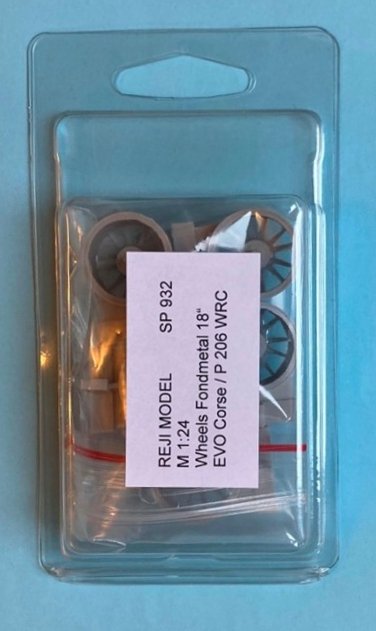 REJI MODEL SP 932
M 1:24
Wheels Fondmetal 18"
EVO Corse / P 206 WRC